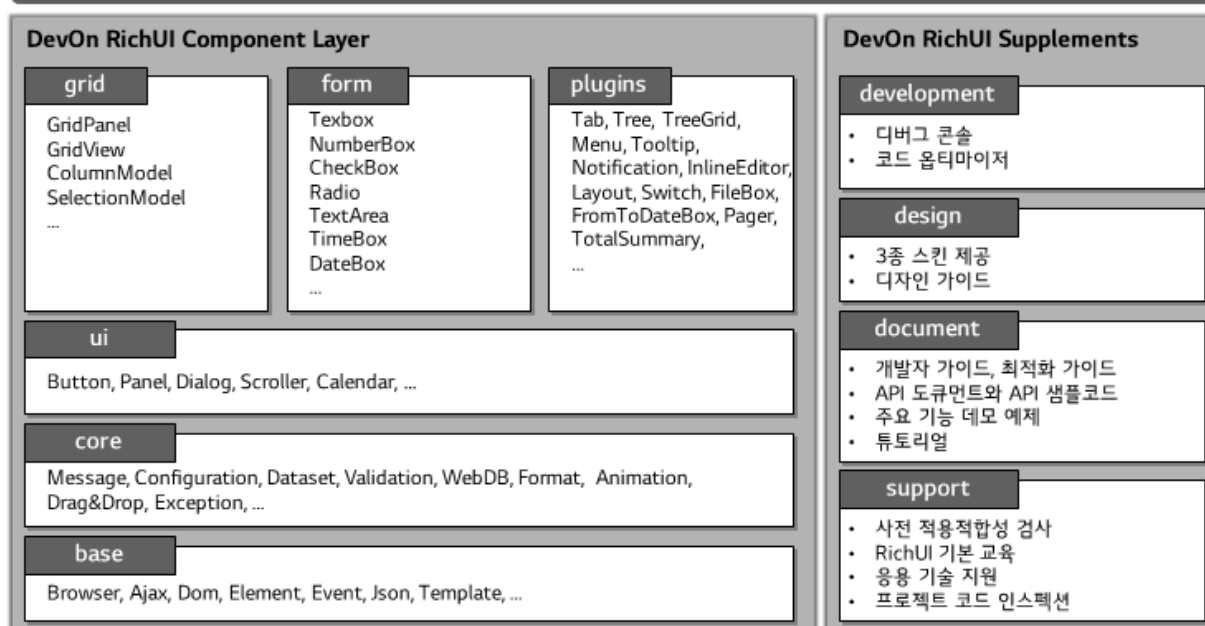 DevOn RichUI Component Layer
grid
GridPanel
GridView
ColumnModel
SelectionModel
...
form
Texbox
NumberBox
CheckBox
Radio
TextArea
TimeBox
DateBox
...
plugins
Tab, Tree, TreeGrid,
Menu, Tooltip,
Notification, InlineEditor,
Layout, Switch, FileBox,
FromToDateBox, Pager,
TotalSummary,
...
ui
Button, Panel, Dialog, Scroller, Calendar, ...
core
Message, Configuration, Dataset, Validation, WebDB, Format, Animation,
Drag&Drop, Exception, ...
base
Browser, Ajax, Dom, Element, Event, Json, Template, ...
DevOn RichUI Supplements
development
• 디버그 콘솔
• 코드 옵티마이저
design
• 3종 스킨 제공
• 디자인 가이드
document
• 개발자 가이드, 최적화 가이드
• API 도큐먼트와 API 샘플코드
• 주요 기능 데모 예제
• 튜토리얼
support
• 사전 적용적합성 검사
• RichUI 기본 교육
• 응용 기술 지원
• 프로젝트 코드 인스펙션